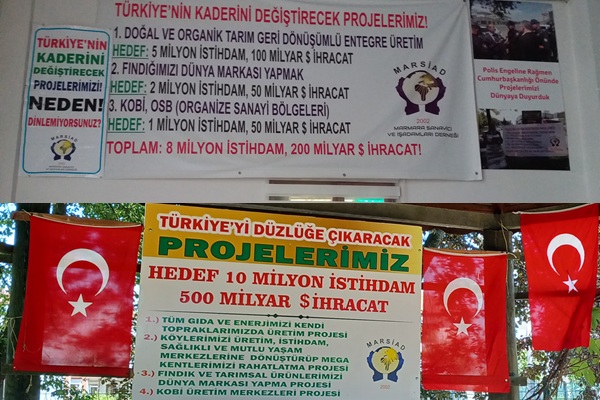 TÜRKİYE'NİN KADERİNİ DEĞİŞTİRECEK PROJELERİMİZ!
1. DOĞAL VE ORGANİK TARIM GERİ DÖNÜŞÜMLÜ ENTEGRE ÜRETİM
HEDEF: 5 MİLYON İSTİHDAM, 100 MİLYAR $ İHRACAT
2. FINDIĞIMIZI DÜNYA MARKASI YAPMAK
HEDEF: 2 MİLYON İSTİHDAM, 50 MİLYAR $ İHRACAT
3. KOBİ, OSB (ORGANİZE SANAYİ BÖLGELERİ)
HEDEF: 1 MİLYON İSTİHDAM, 50 MİLYAR $ İHRACAT
TOPLAM: 8 MİLYON İSTİHDAM, 200 MİLYAR $ İHRACAT!
MARSİAD
2002
MARMARA SANAYİCİ
VE İŞADAMLARI DERNEĞİ
TÜRKİYE'NİN
KADERİNİ
DEĞİŞTİRECEK
PROJELERİMİZİ
NEDEN!
DİNLEMİYORSUNUZ?
MARSİAD
Polis Engeline Rağmen
Cumhurbaşkanlığı Önünde
Projelerimizi
Dünyaya Duyurduk
TÜRKİYE'Yİ DÜZLÜĞE ÇIKARACAK
PROJELERİMİZ
HEDEF 10 MİLYON İSTİHDAM
500 MİLYAR $ İHRACAT
1.) TÜM GIDA VE ENERJİMİZİ KENDİ
TOPRAKLARIMIZDA ÜRETİM PROJESİ
2.) KÖYLERİMİZİ ÜRETİM, İSTİHDAM,
SAĞLIKLI VE MUTLU YAŞAM
MERKEZLERİNE DÖNÜŞTÜRÜP MEGA
KENTLERİMİZİ RAHATLATMA PROJESİ
3.) FINDIK VE TARIMSAL ÜRÜNLERİMİZİ
DÜNYA MARKASI YAPMA PROJESİ
4.) KOBİ ÜRETİM MERKEZLERİ PROJESİ
MARSİAD
2002